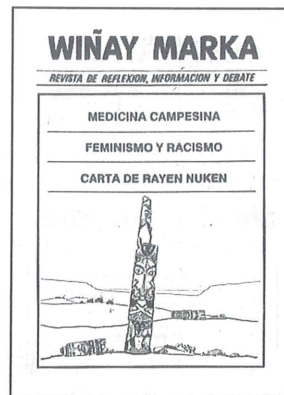 WIÑAY MARKA
REVISTA DE REFLEXION, INFORMACION Y DEBATE
MEDICINA CAMPESINA
FEMINISMO Y RACISMO
CARTA DE RAYEN NUKEN